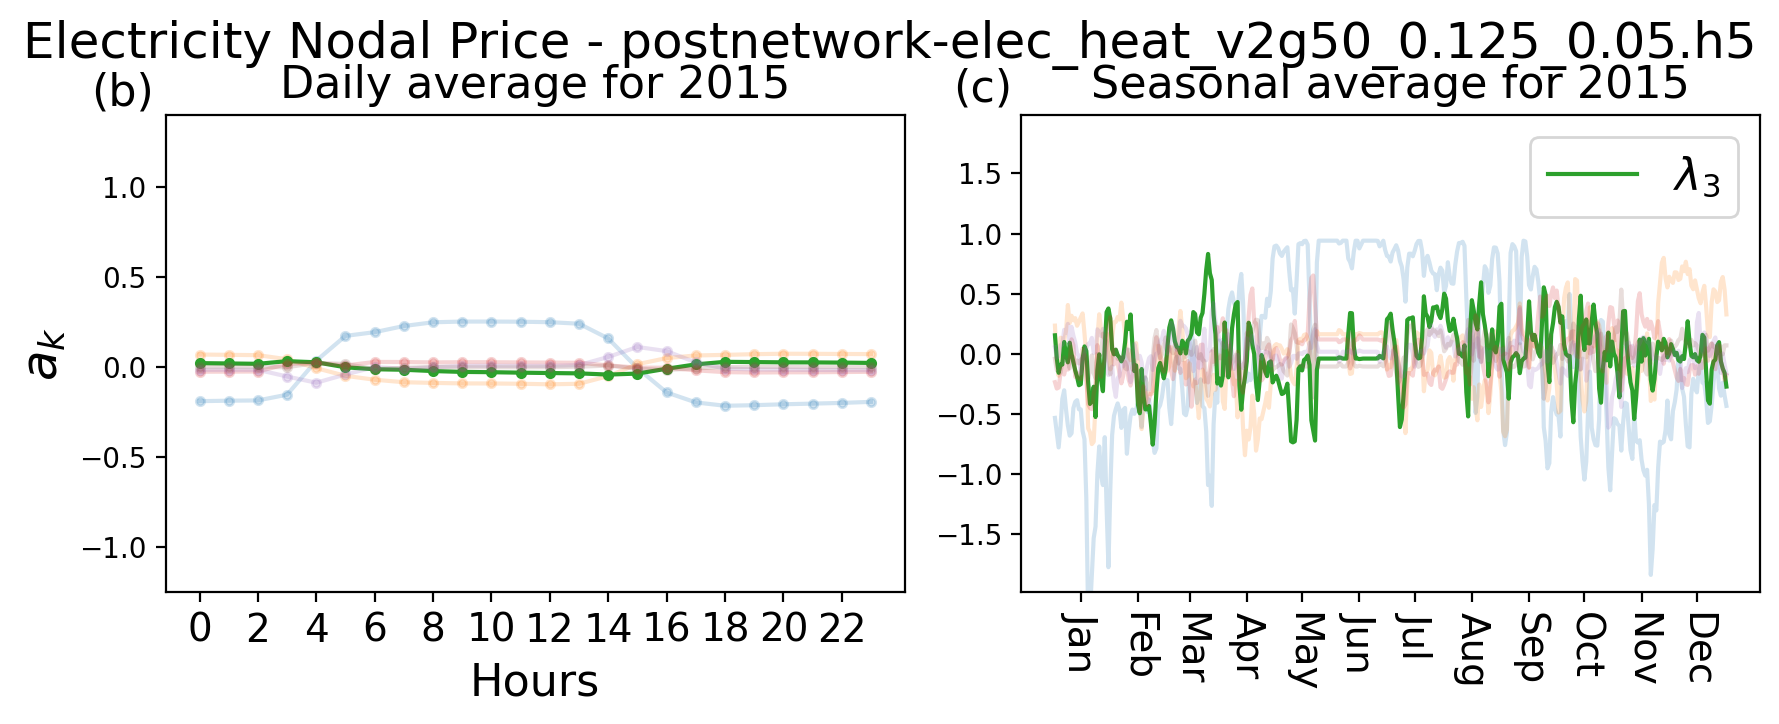 Electricity Nodal Price - postnetwork-elec_heat_v2g50_0.125_0.05.h5
(b) Daily average for 2015
1.0
0.5
0.0
−0.5
−1.0
a_k
0 2 4 6 8 10 12 14 16 18 20 22
Hours
(c) Seasonal average for 2015
λ_3
1.5
1.0
0.5
0.0
−0.5
−1.0
−1.5
Jan Feb Mar Apr May Jun Jul Aug Sep Oct Nov Dec